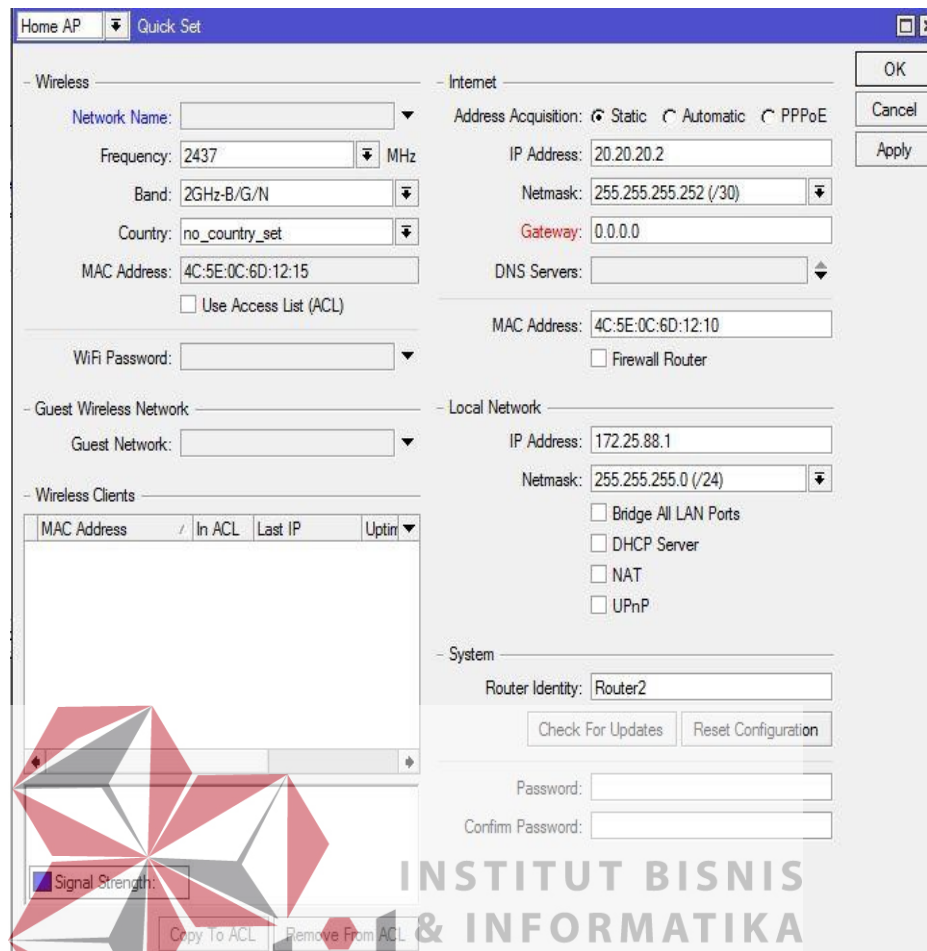 Home AP Quick Set
Wireless
Network Name:
Frequency: 2437 MHz
Band: 2GHz-B/G/N
Country: no_country_set
MAC Address: 4C:5E:0C:6D:12:15
Use Access List (ACL)
WiFi Password:
Guest Wireless Network
Guest Network:
Wireless Clients
MAC Address / In ACL Last IP Uptim
Signal Strength:
Copy To ACL Remove From ACL
Internet
Address Acquisition: Static Automatic PPPoE
IP Address: 20.20.20.2
Netmask: 255.255.255.252 (/30)
Gateway: 0.0.0.0
DNS Servers:
MAC Address: 4C:5E:0C:6D:12:10
Firewall Router
Local Network
IP Address: 172.25.88.1
Netmask: 255.255.255.0 (/24)
Bridge All LAN Ports
DHCP Server
NAT
UPnP
System
Router Identity: Router2
Check For Updates Reset Configuration
Password:
Confirm Password:
OK
Cancel
Apply
INSTITUT BISNIS
& INFORMATIKA